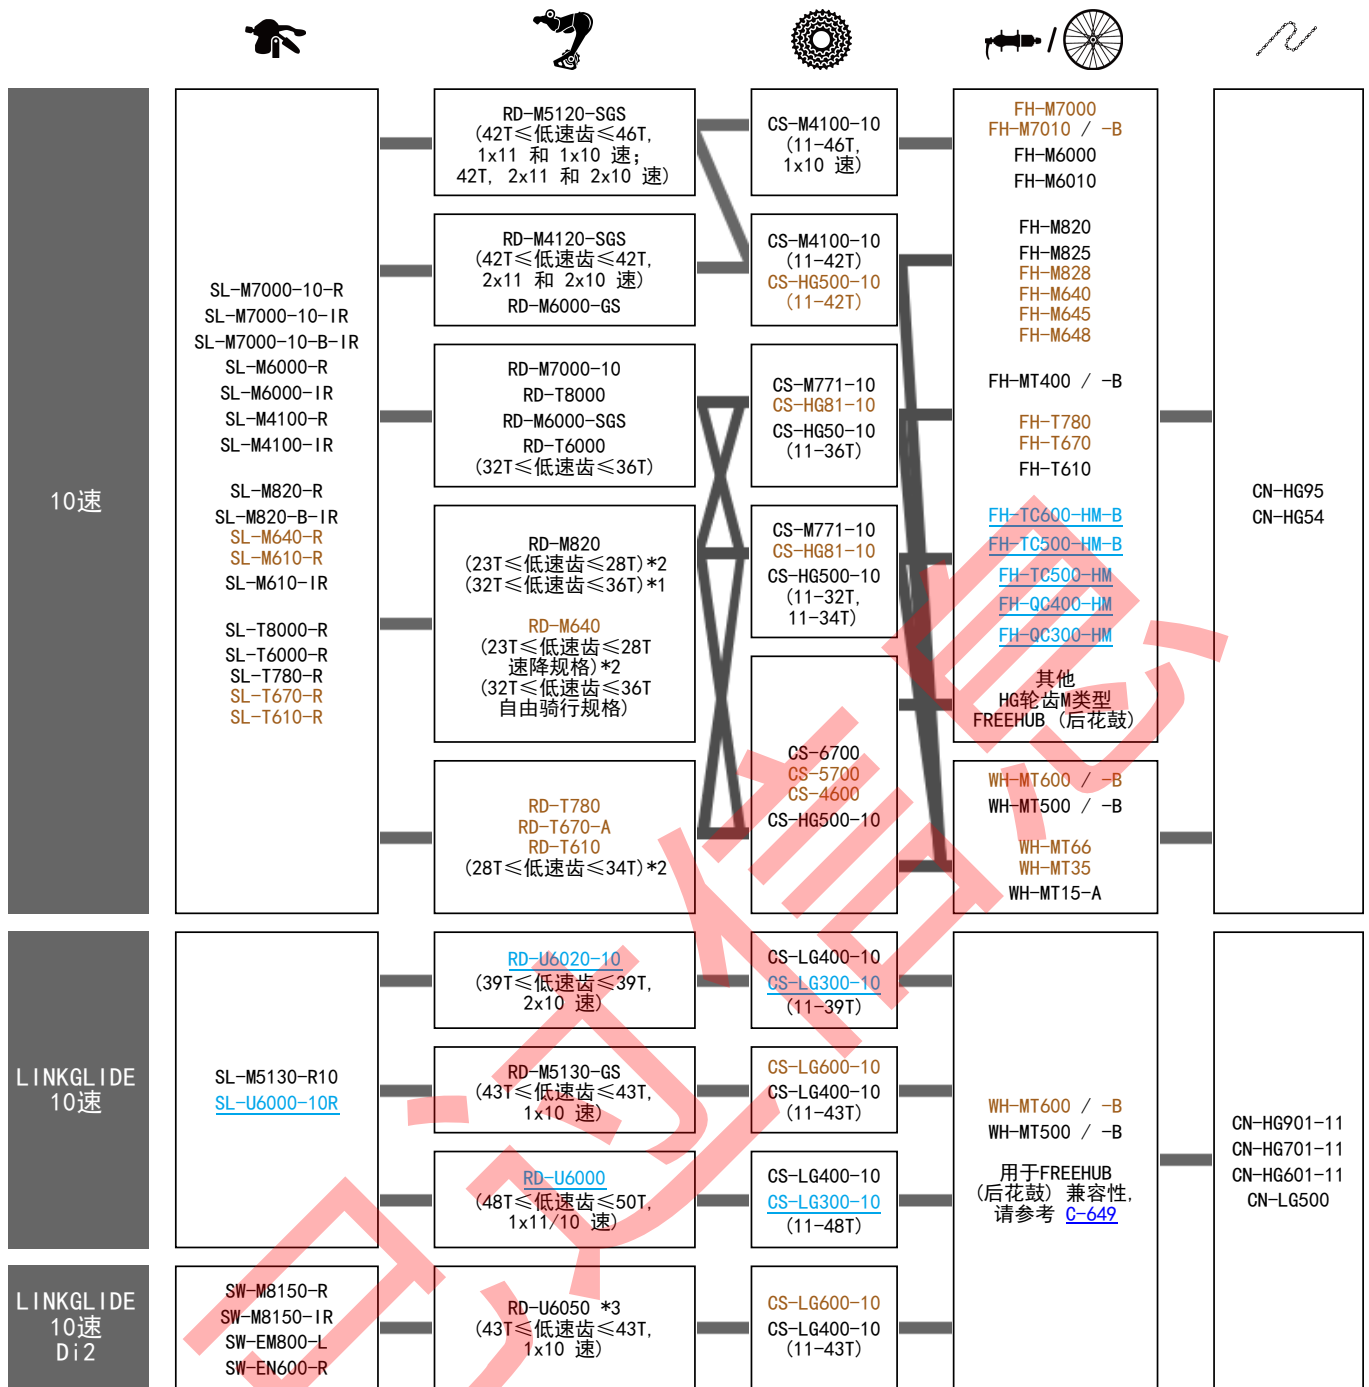 10速
SL-M7000-10-R
SL-M7000-10-IR
SL-M7000-10-B-IR
SL-M6000-R
SL-M6000-IR
SL-M4100-R
SL-M4100-IR
SL-M820-R
SL-M820-B-IR
SL-M640-R
SL-M610-R
SL-M610-IR
SL-T8000-R
SL-T6000-R
SL-T780-R
SL-T670-R
SL-T610-R
RD-M5120-SGS
(42T≤低速齿≤46T,
1x11 和 1x10 速;
42T, 2x11 和 2x10 速)
RD-M4120-SGS
(42T≤低速齿≤42T,
2x11 和 2x10 速)
RD-M6000-GS
RD-M7000-10
RD-T8000
RD-M6000-SGS
RD-T6000
(32T≤低速齿≤36T)
RD-M820
(23T≤低速齿≤28T)*2
(32T≤低速齿≤36T)*1
RD-M640
(23T≤低速齿≤28T
速降规格)*2
(32T≤低速齿≤36T
自由骑行规格)
RD-T780
RD-T670-A
RD-T610
(28T≤低速齿≤34T)*2
CS-M4100-10
(11-46T,
1x10 速)
CS-M4100-10
(11-42T)
CS-HG500-10
(11-42T)
CS-M771-10
CS-HG81-10
CS-HG50-10
(11-36T)
CS-M771-10
CS-HG81-10
CS-HG500-10
(11-32T,
11-34T)
CS-6700
CS-5700
CS-4600
CS-HG500-10
FH-M7000
FH-M7010 / -B
FH-M6000
FH-M6010
FH-M820
FH-M825
FH-M828
FH-M640
FH-M645
FH-M648
FH-MT400 / -B
FH-T780
FH-T670
FH-T610
FH-TC600-HM-B
FH-TC500-HM-B
FH-TC500-HM
FH-QC400-HM
FH-QC300-HM
其他
HG轮齿M类型
FREEHUB (后花鼓)
WH-MT600 / -B
WH-MT500 / -B
WH-MT66
WH-MT35
WH-MT15-A
CN-HG95
CN-HG54
LINKGLIDE
10速
SL-M5130-R10
SL-U6000-10R
RD-U6020-10
(39T≤低速齿≤39T,
2x10 速)
RD-M5130-GS
(43T≤低速齿≤43T,
1x10 速)
RD-U6000
(48T≤低速齿≤50T,
1x11/10 速)
CS-LG400-10
CS-LG300-10
(11-39T)
CS-LG600-10
CS-LG400-10
(11-43T)
CS-LG400-10
CS-LG300-10
(11-48T)
WH-MT600 / -B
WH-MT500 / -B
用于FREEHUB
(后花鼓) 兼容性,
请参考 C-649
CN-HG901-11
CN-HG701-11
CN-HG601-11
CN-LG500
LINKGLIDE
10速
Di2
SW-M8150-R
SW-M8150-IR
SW-EM800-L
SW-EN600-R
RD-U6050 *3
(43T≤低速齿≤43T,
1x10 速)
CS-LG600-10
CS-LG400-10
(11-43T)
过信息